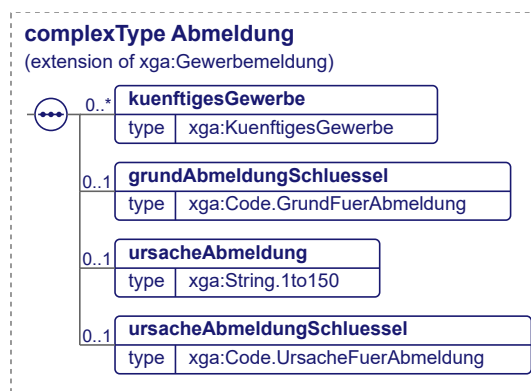 complexType Abmeldung
(extension of xga:Gewerbemeldung)
0..* kuenftigesGewerbe
type xga:KuenftigesGewerbe
0..1 grundAbmeldungSchluessel
type xga:Code.GrundFuerAbmeldung
0..1 ursacheAbmeldung
type xga:String.1to150
0..1 ursacheAbmeldungSchluessel
type xga:Code.UrsacheFuerAbmeldung